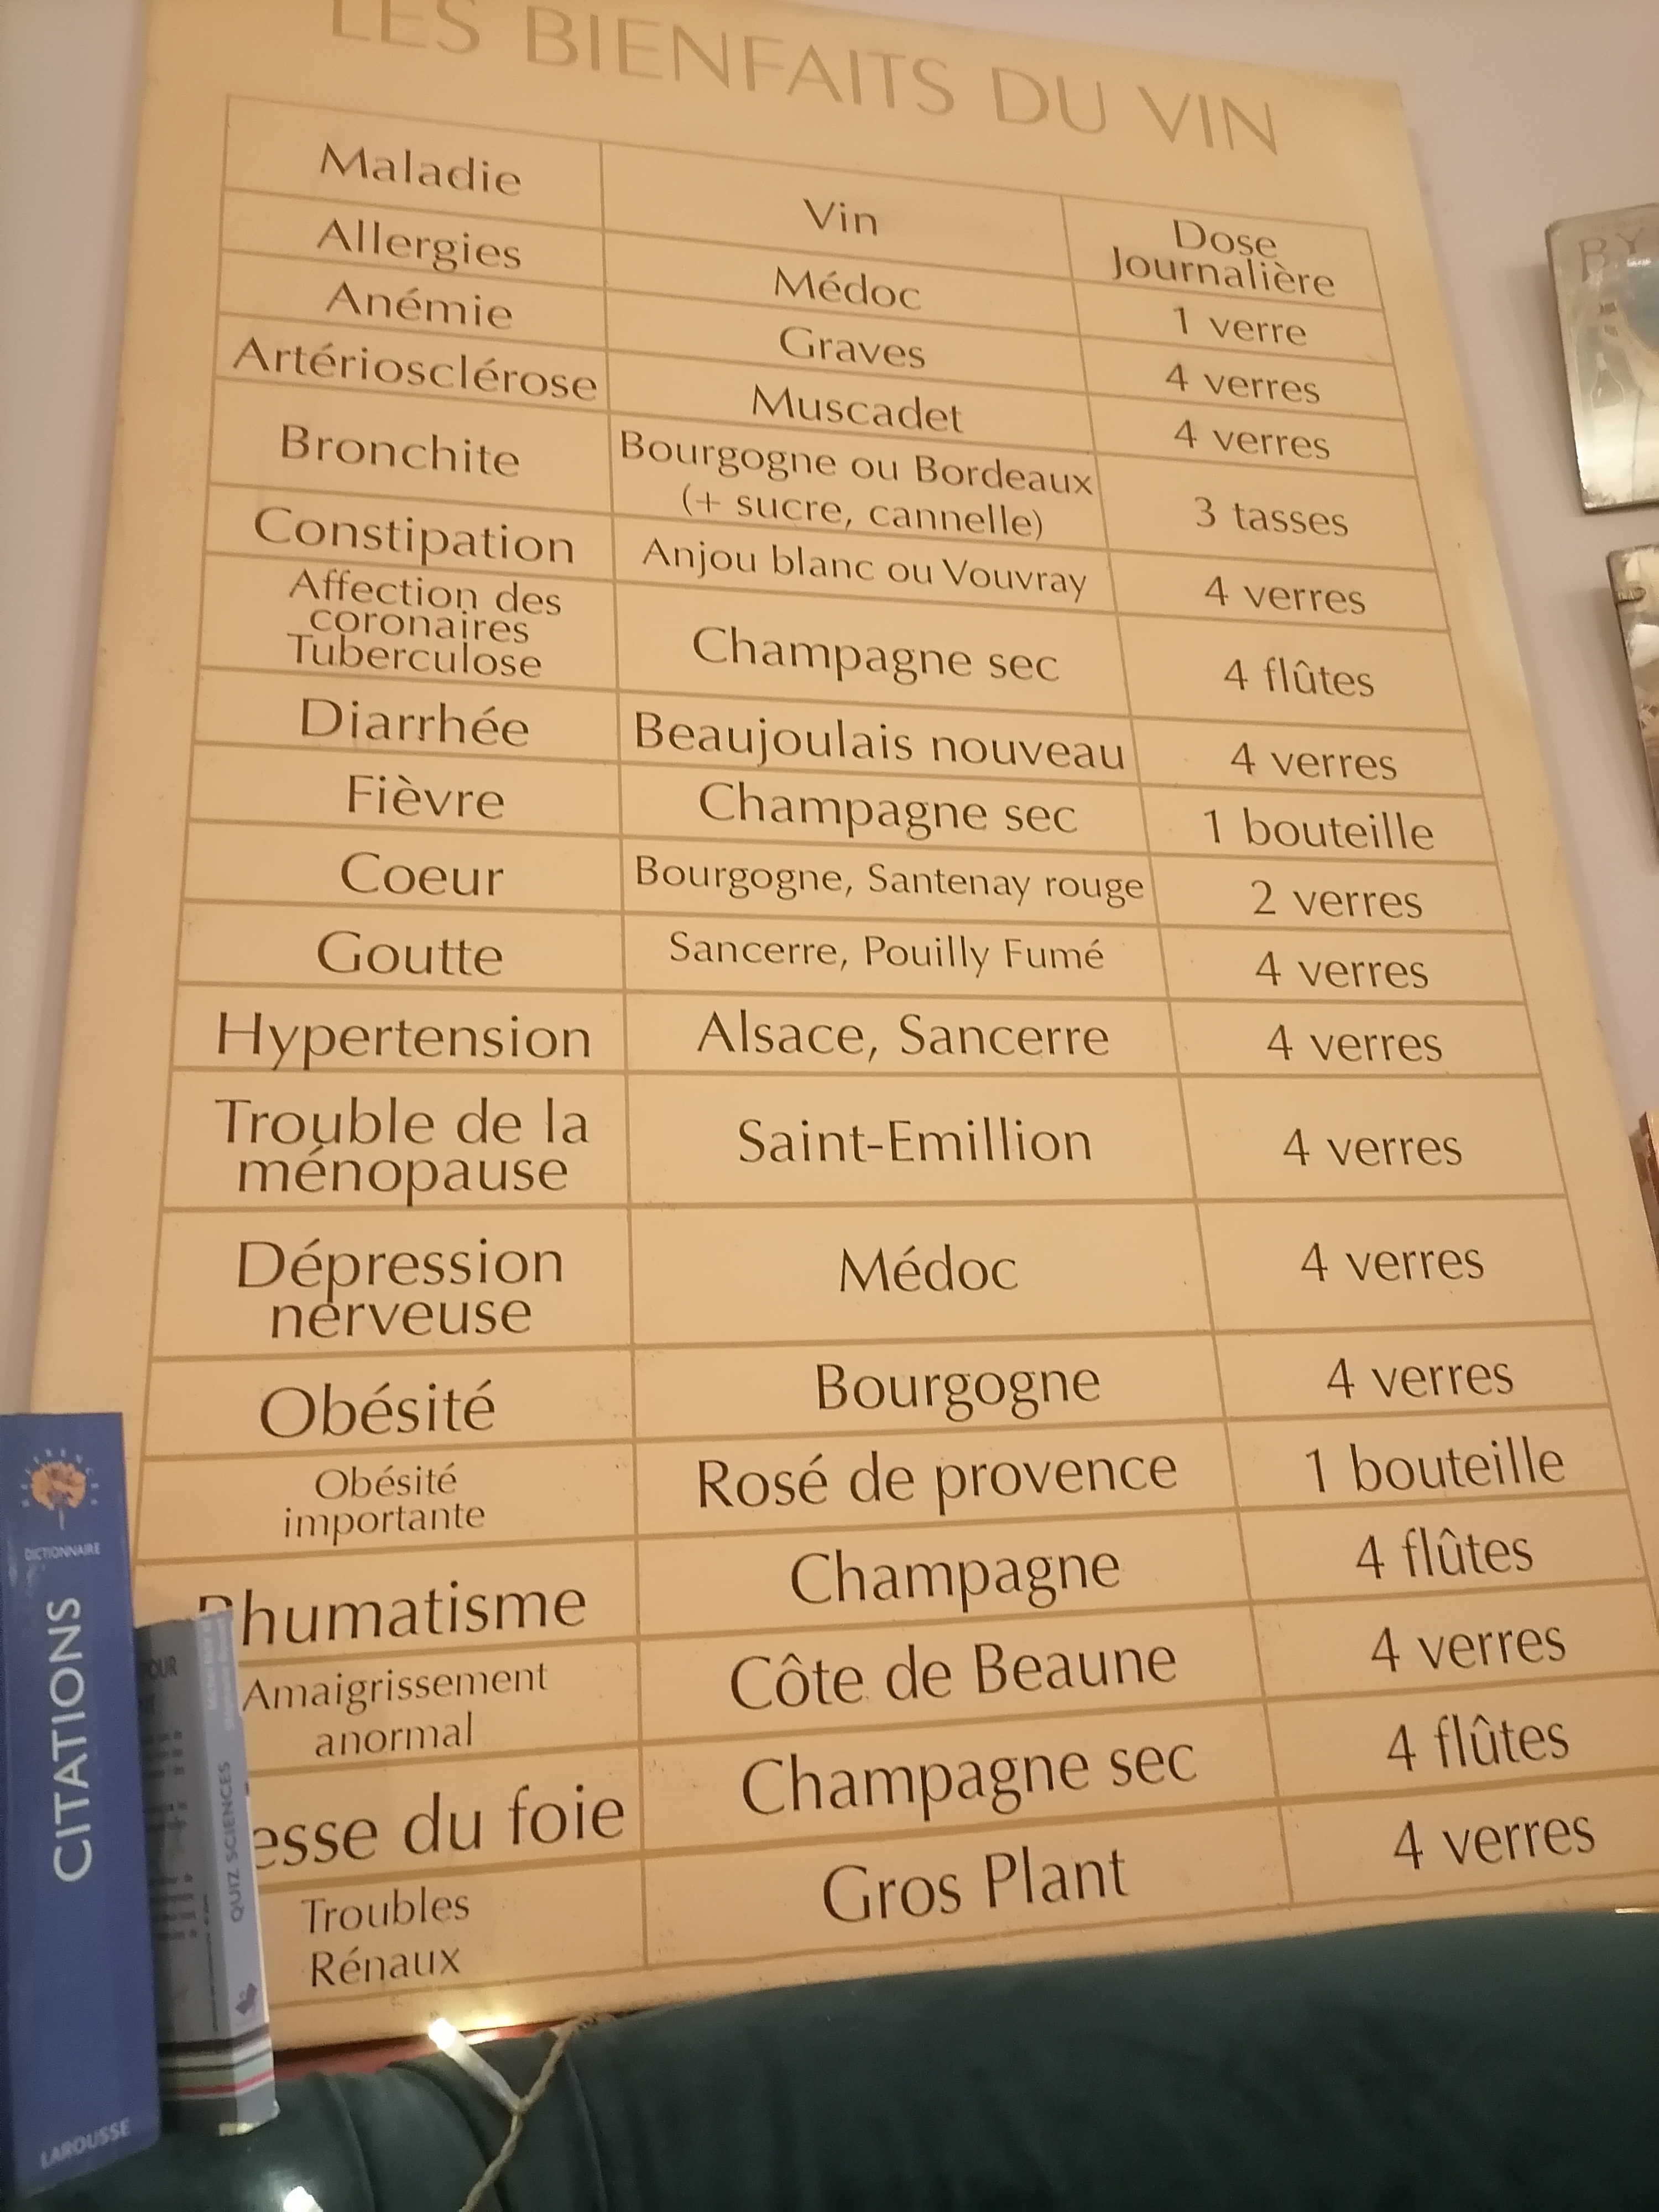 LES BIENFAITS DU VIN
Maladie Vin Dose Journalière
Allergies Médoc 1 verre
Anémie Graves 4 verres
Artériosclérose Muscadet 4 verres
Bronchite Bourgogne ou Bordeaux (+ sucre, cannelle) 3 tasses
Constipation Anjou blanc ou Vouvray 4 verres
Affection des coronaires Tuberculose Champagne sec 4 flûtes
Diarrhée Beaujoulais nouveau 4 verres
Fièvre Champagne sec 1 bouteille
Coeur Bourgogne, Santenay rouge 2 verres
Goutte Sancerre, Pouilly Fumé 4 verres
Hypertension Alsace, Sancerre 4 verres
Trouble de la ménopause Saint-Emillion 4 verres
Dépression nerveuse Médoc 4 verres
Obésité Bourgogne 4 verres
Obésité importante Rosé de provence 1 bouteille
Rhumatisme Champagne 4 flûtes
Amaigrissement anormal Côte de Beaune 4 verres
esse du foie Champagne sec 4 flûtes
Troubles Rénaux Gros Plant 4 verres
DICTIONNAIRE
CITATIONS
LAROUSSE
POUR
QUIZ SCIENCES
BY